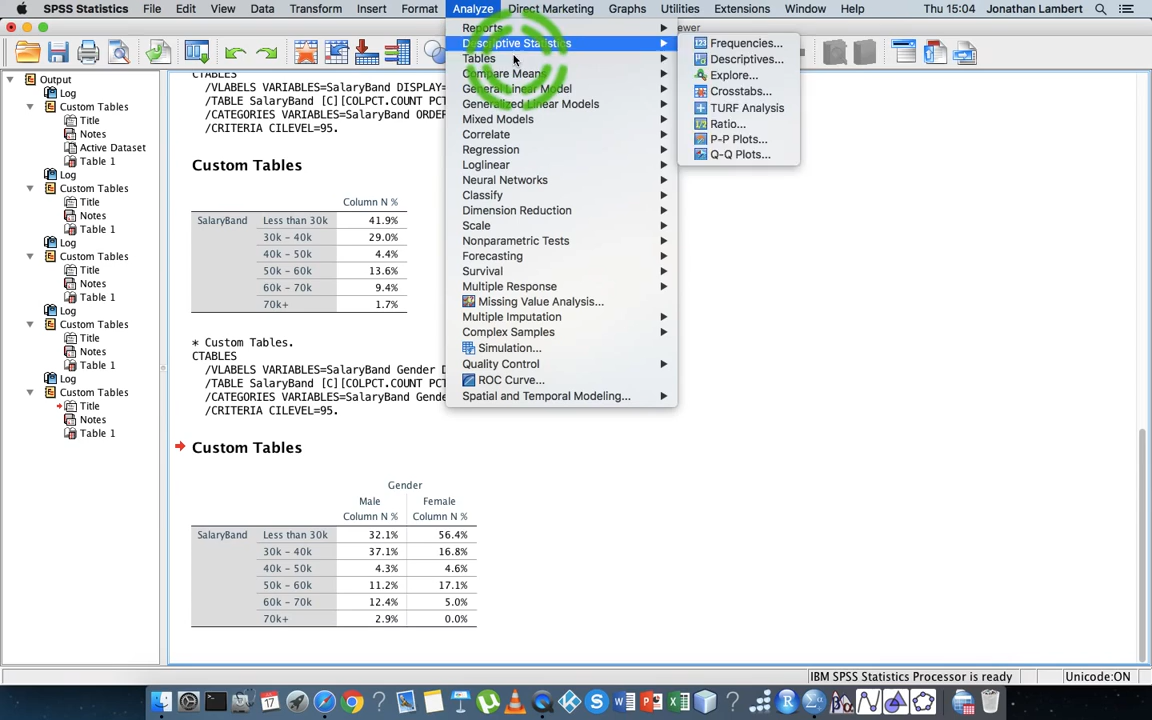 SPSS Statistics File Edit View Data Transform Insert Format Analyze Direct Marketing Graphs Utilities Extensions Window Help Thu 15:04 Jonathan Lambert
ewer
Reports
Descriptive Statistics
Tables
Compare Means
General Linear Model
Generalized Linear Models
Mixed Models
Correlate
Regression
Loglinear
Neural Networks
Classify
Dimension Reduction
Scale
Nonparametric Tests
Forecasting
Survival
Multiple Response
Missing Value Analysis...
Multiple Imputation
Complex Samples
Simulation...
Quality Control
ROC Curve...
Spatial and Temporal Modeling...
Frequencies...
Descriptives...
Explore...
Crosstabs...
TURF Analysis
Ratio...
P-P Plots...
Q-Q Plots...
Output
Log
Custom Tables
Title
Notes
Active Dataset
Table 1
Log
Custom Tables
Title
Notes
Table 1
Log
Custom Tables
Title
Notes
Table 1
Log
Custom Tables
Title
Notes
Table 1
Log
Custom Tables
Title
Notes
Table 1
CTABLES
/VLABELS VARIABLES=SalaryBand DISPLAY=
/TABLE SalaryBand [C][COLPCT.COUNT PCT
/CATEGORIES VARIABLES=SalaryBand ORDER
/CRITERIA CILEVEL=95.
Custom Tables
Column N %
SalaryBand Less than 30k 41.9%
30k - 40k 29.0%
40k - 50k 4.4%
50k - 60k 13.6%
60k - 70k 9.4%
70k+ 1.7%
* Custom Tables.
CTABLES
/VLABELS VARIABLES=SalaryBand Gender D
/TABLE SalaryBand [C][COLPCT.COUNT PCT
/CATEGORIES VARIABLES=SalaryBand Gende
/CRITERIA CILEVEL=95.
Custom Tables
Gender
Male Female
Column N % Column N %
SalaryBand Less than 30k 32.1% 56.4%
30k - 40k 37.1% 16.8%
40k - 50k 4.3% 4.6%
50k - 60k 11.2% 17.1%
60k - 70k 12.4% 5.0%
70k+ 2.9% 0.0%
IBM SPSS Statistics Processor is ready Unicode:ON